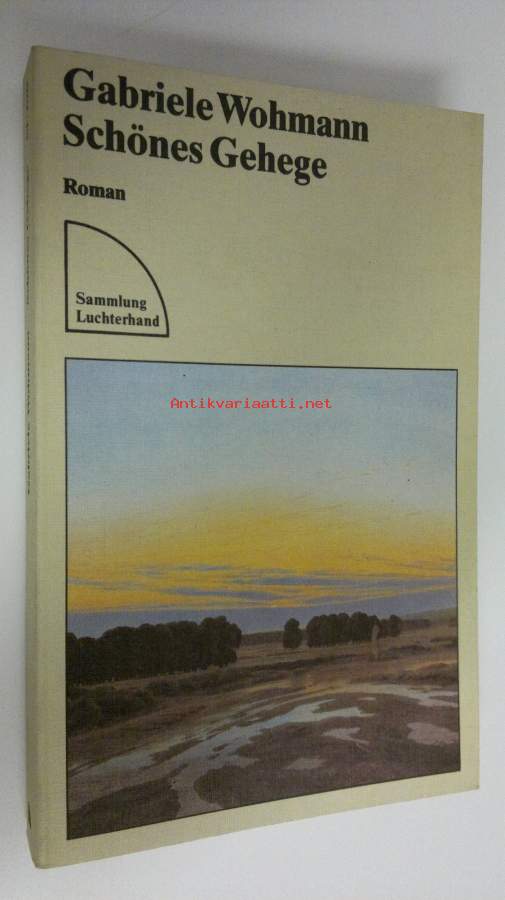 Gabriele Wohmann
Schönes Gehege
Roman
Sammlung
Luchterhand
Antikvariaatti.net